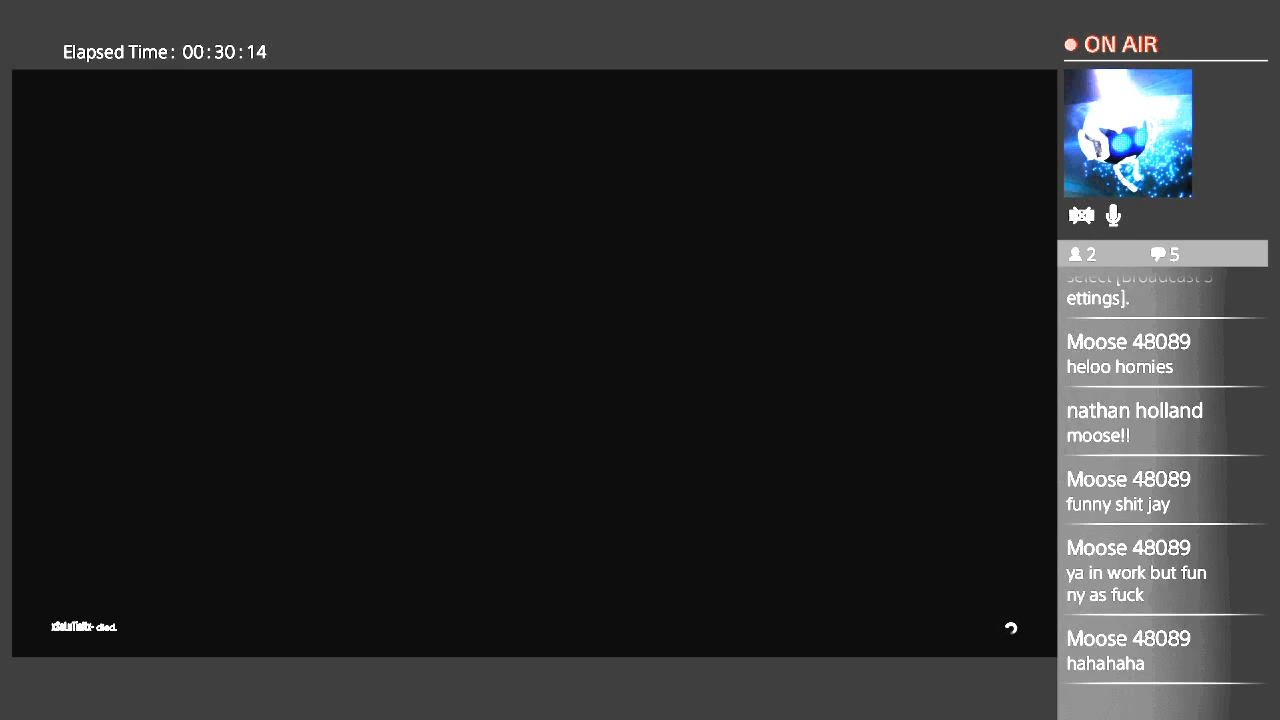 Elapsed Time: 00:30:14
ON AIR
2 5
ettings].
Moose 48089
heloo homies
nathan holland
moose!!
Moose 48089
funny shit jay
Moose 48089
ya in work but fun
ny as fuck
Moose 48089
hahahaha
died.